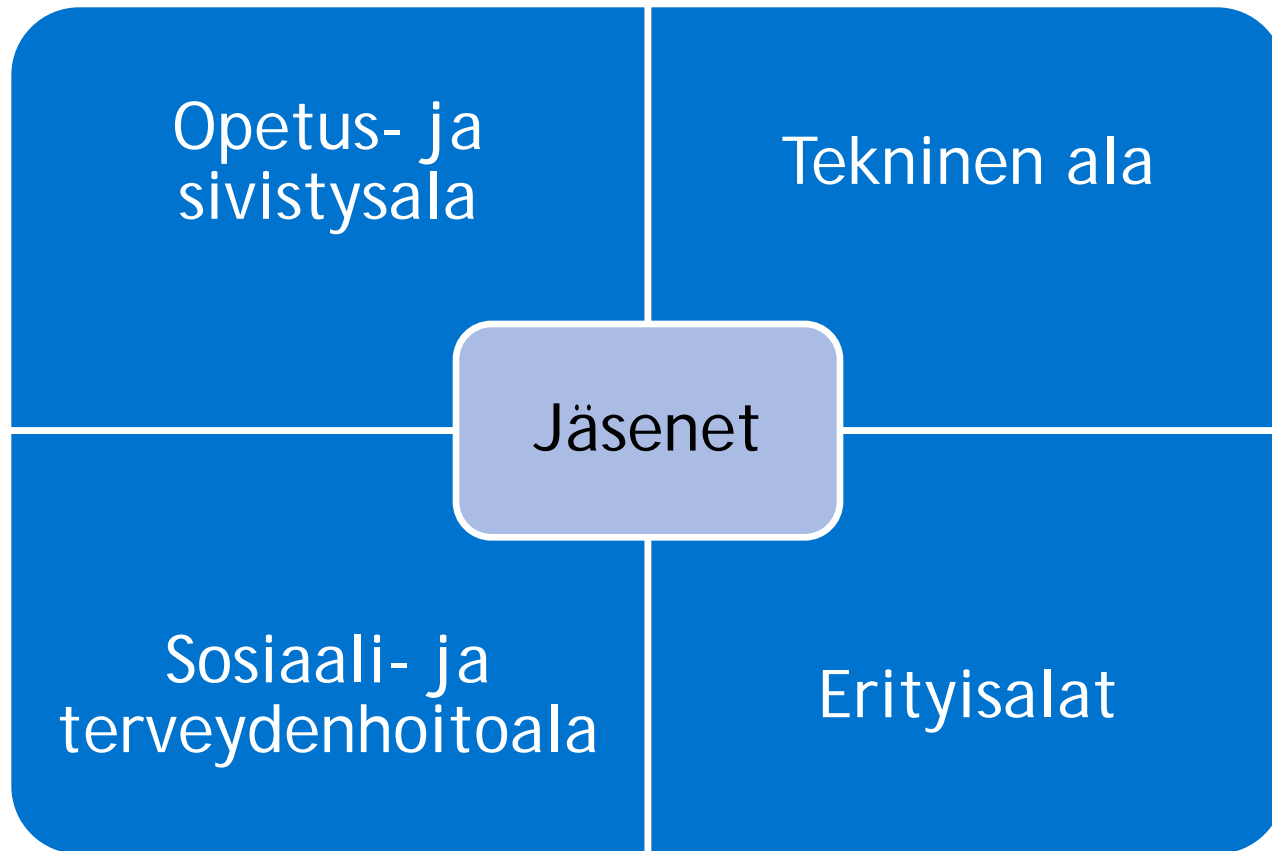 Opetus- ja
sivistysala
Tekninen ala
Jäsenet
Sosiaali- ja
terveydenhoitoala
Erityisalat